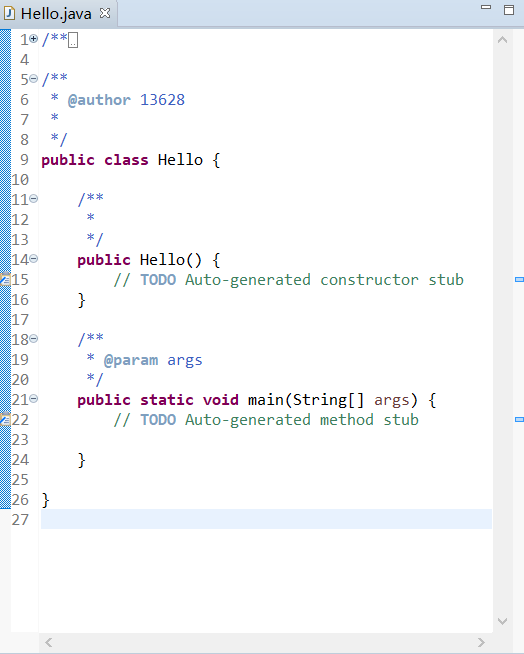 Hello.java
1 /**
4
5 /**
6  * @author 13628
7  *
8  */
9 public class Hello {
10
11     /**
12      *
13      */
14     public Hello() {
15         // TODO Auto-generated constructor stub
16     }
17
18     /**
19      * @param args
20      */
21     public static void main(String[] args) {
22         // TODO Auto-generated method stub
23
24     }
25
26 }
27